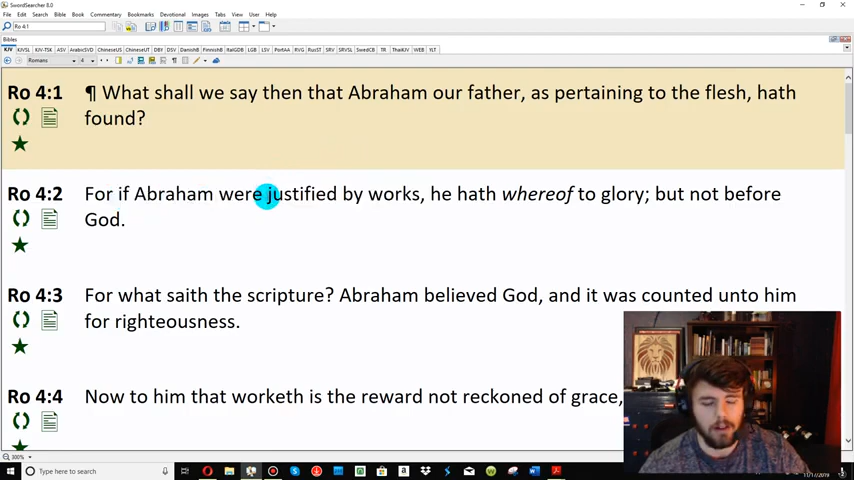 SwordSearcher 8.0
File Edit Search Bible Book Commentary Bookmarks Devotional Images Tabs View User Help
Ro 4:1
Bibles
KJV KJVSL KJV-TSK ASV ArabicSVD ChineseUS ChineseUT DBY DSV DanishB FinnishB ItalGDB LGB LSV PortAA RVG RusST SRV SRVSL SwedCB TR ThaiKJV WEB YLT
Romans 4
Ro 4:1 ¶ What shall we say then that Abraham our father, as pertaining to the flesh, hath
found?
Ro 4:2 For if Abraham were justified by works, he hath whereof to glory; but not before
God.
Ro 4:3 For what saith the scripture? Abraham believed God, and it was counted unto him
for righteousness.
Ro 4:4 Now to him that worketh is the reward not reckoned of grace,
300%
Type here to search
11/17/2019